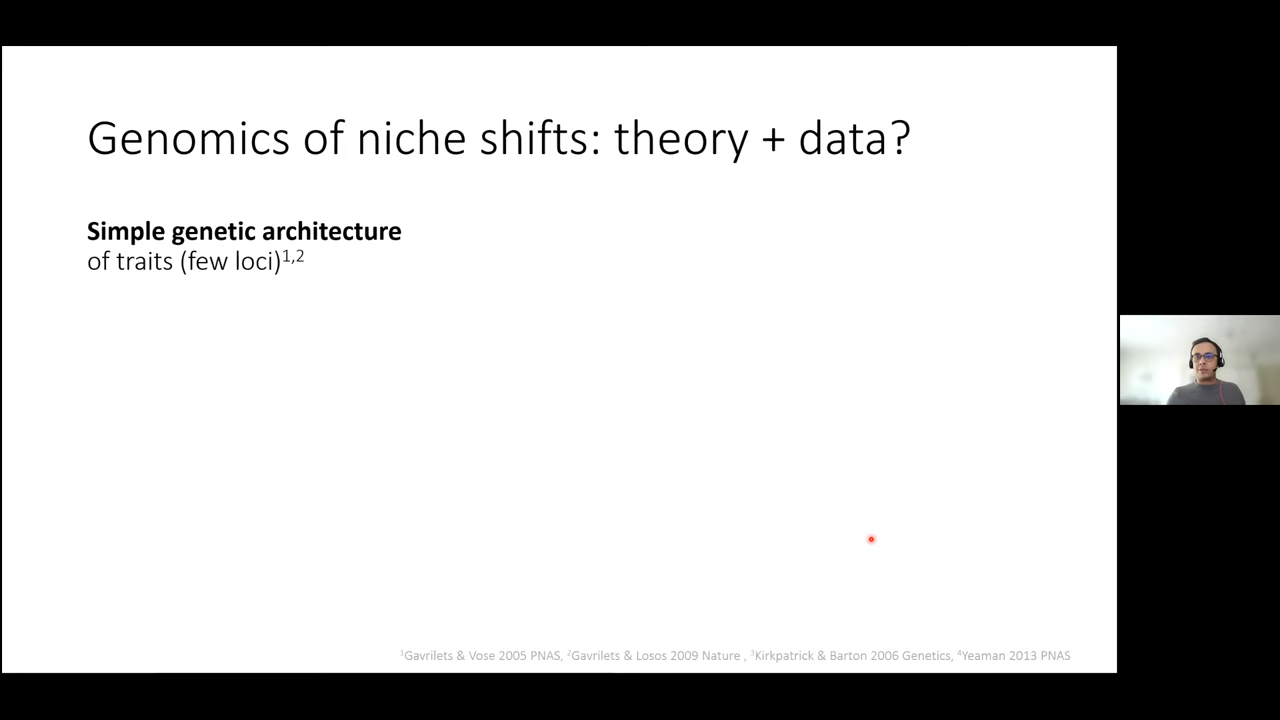 Genomics of niche shifts: theory + data?
Simple genetic architecture
of traits (few loci)1,2
1Gavrilets & Vose 2005 PNAS, 2Gavrilets & Losos 2009 Nature , 3Kirkpatrick & Barton 2006 Genetics, 4Yeaman 2013 PNAS